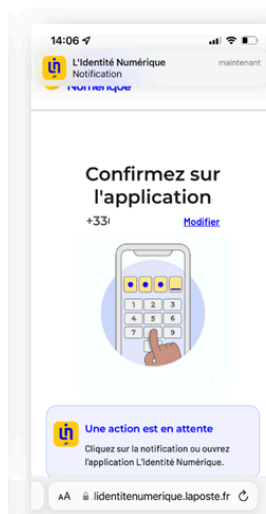 14:06
L'Identité Numérique
maintenant
Notification
Numérique
Confirmez sur
l'application
+33
Modifier
1 2 3
4 5 6
7 9
Une action est en attente
Cliquez sur la notification ou ouvrez
l'application L'Identité Numérique.
AA lidentitenumerique.laposte.fr